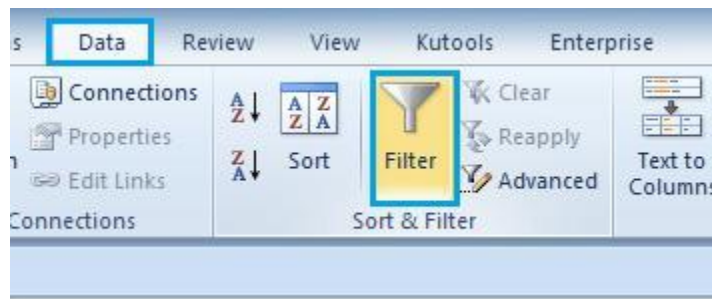 s Data Review View Kutools Enterprise
Connections
Properties
n
Edit Links
Connections
A Z
Z A
A Z
Z A
Sort
Filter
Clear
Reapply
Advanced
Sort & Filter
Text to
Columns